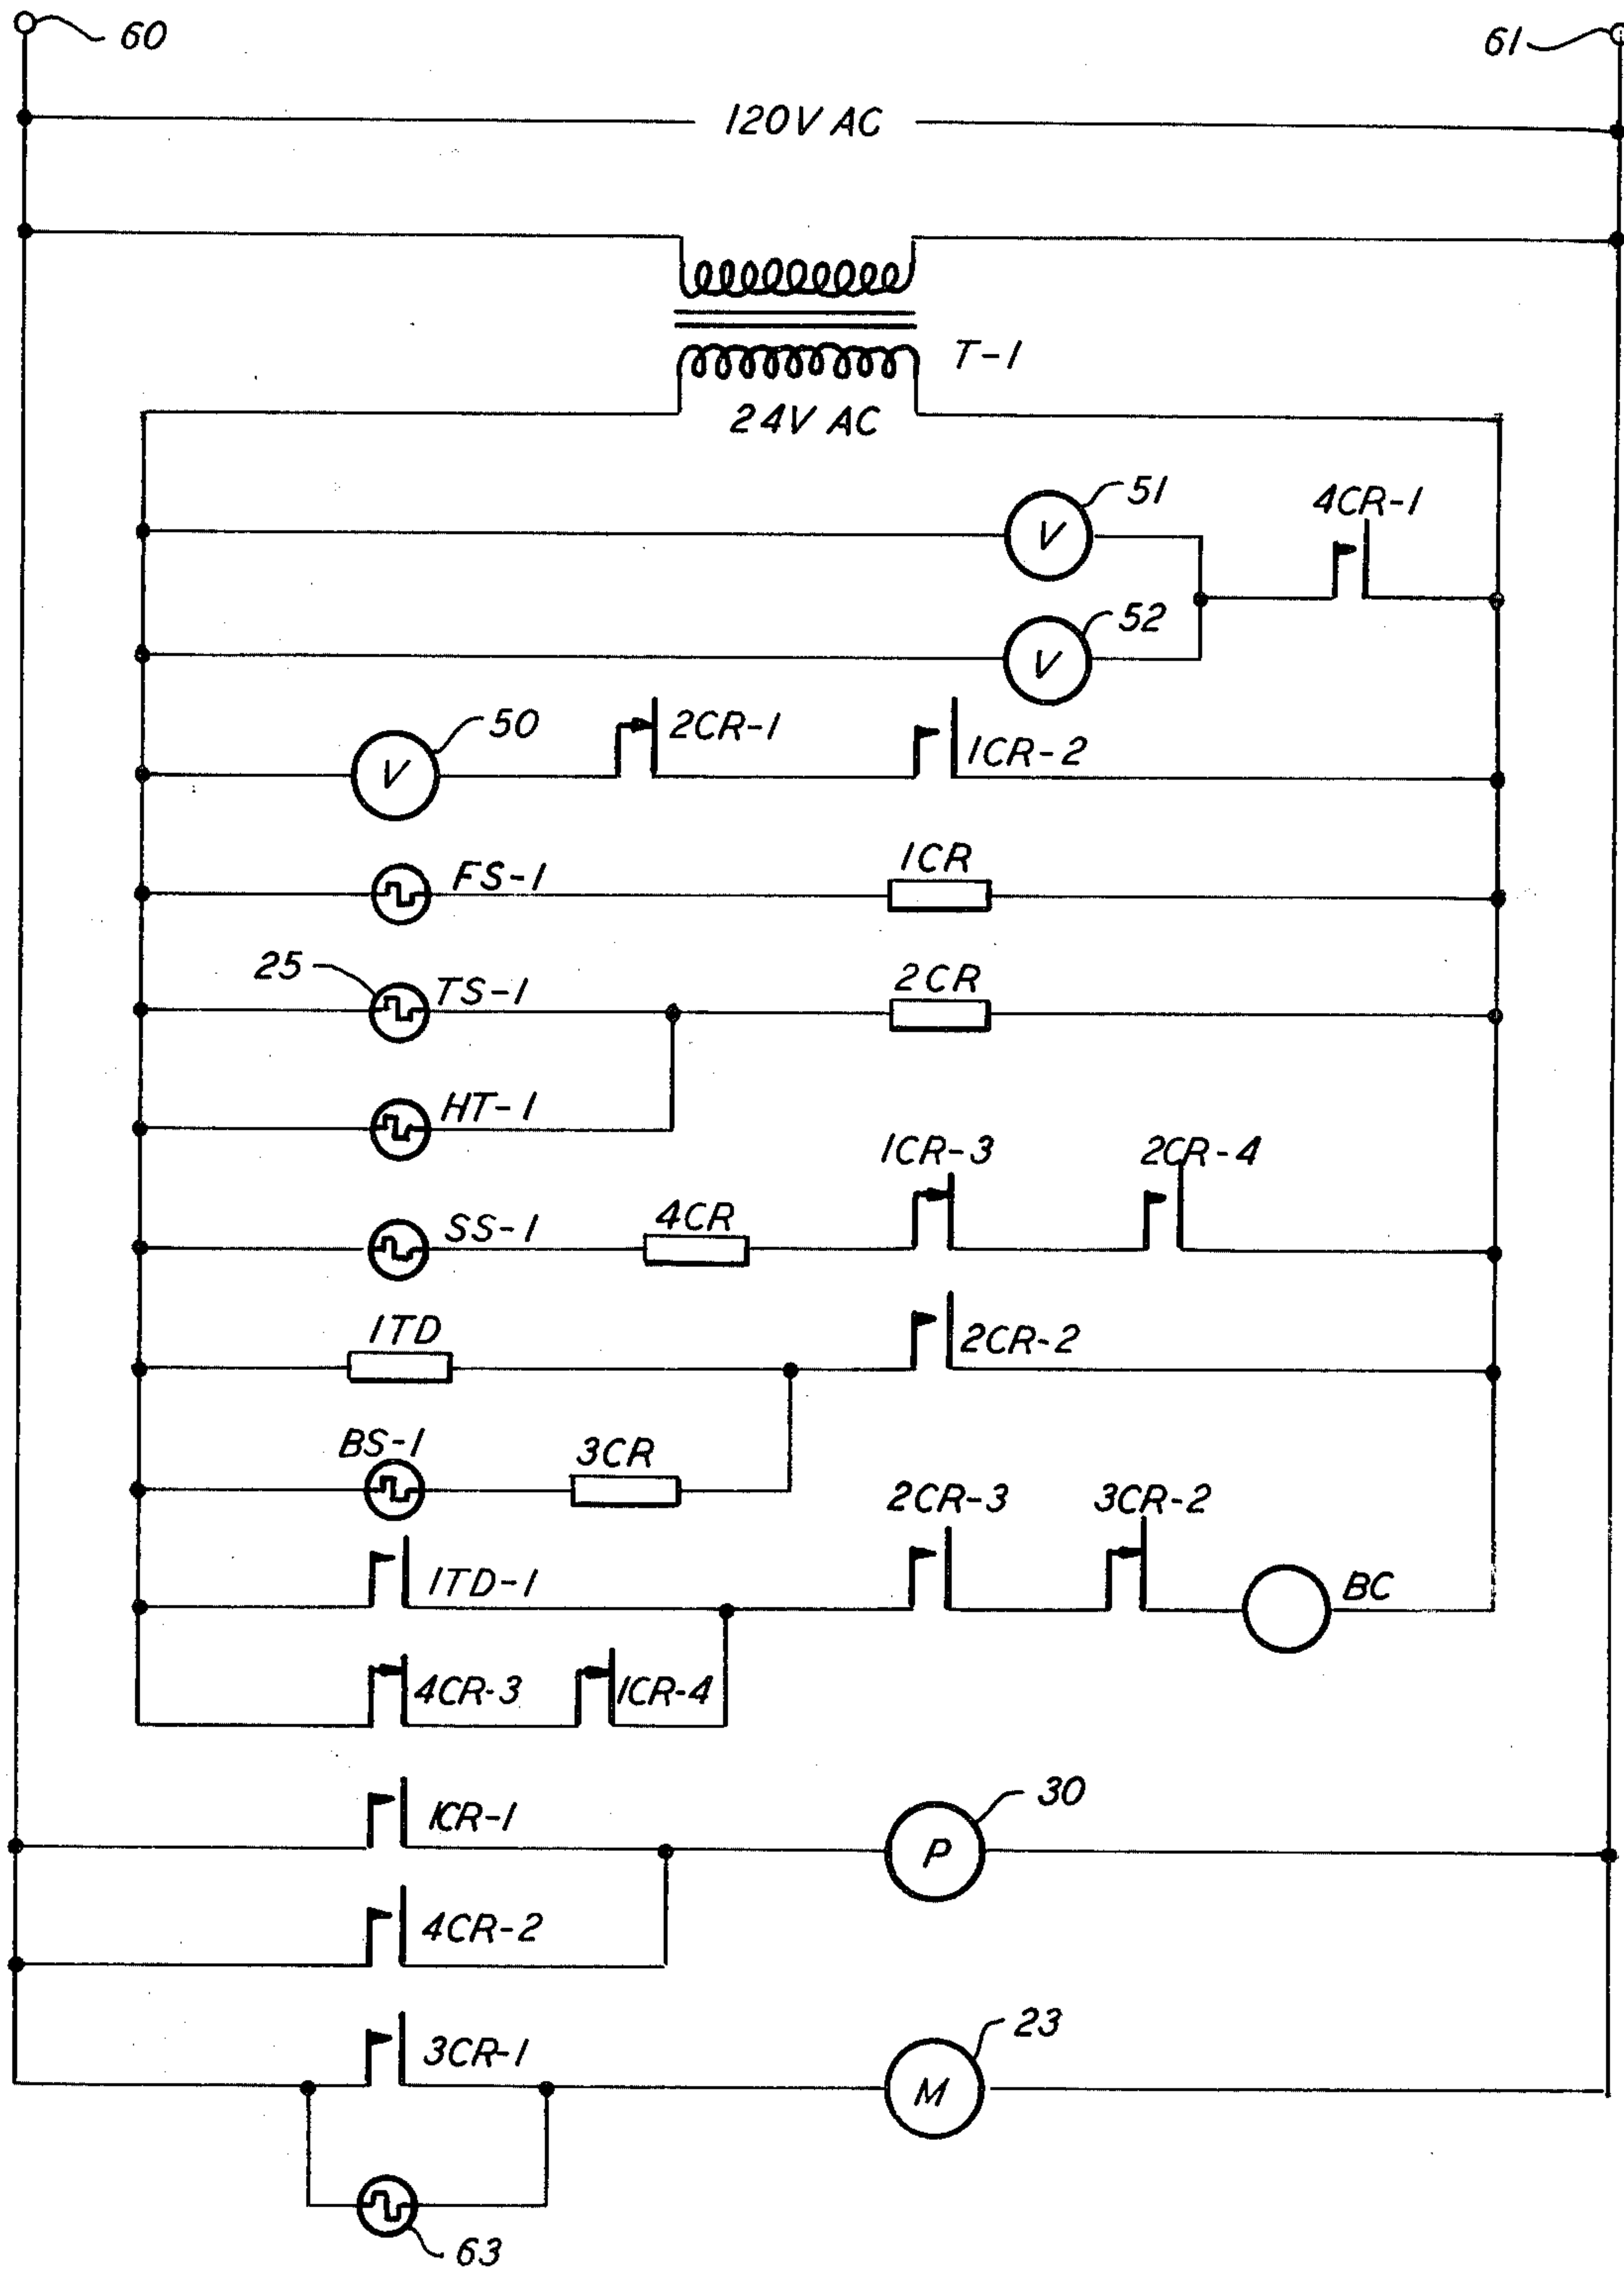 60
61
120V AC
T-1
24V AC
51
4CR-1
52
50
2CR-1
1CR-2
V
V
V
FS-1
1CR
25
TS-1
2CR
HT-1
1CR-3
2CR-4
SS-1
4CR
1TD
2CR-2
BS-1
3CR
2CR-3
3CR-2
1TD-1
BC
4CR-3
1CR-4
30
1CR-1
P
4CR-2
23
3CR-1
M
63